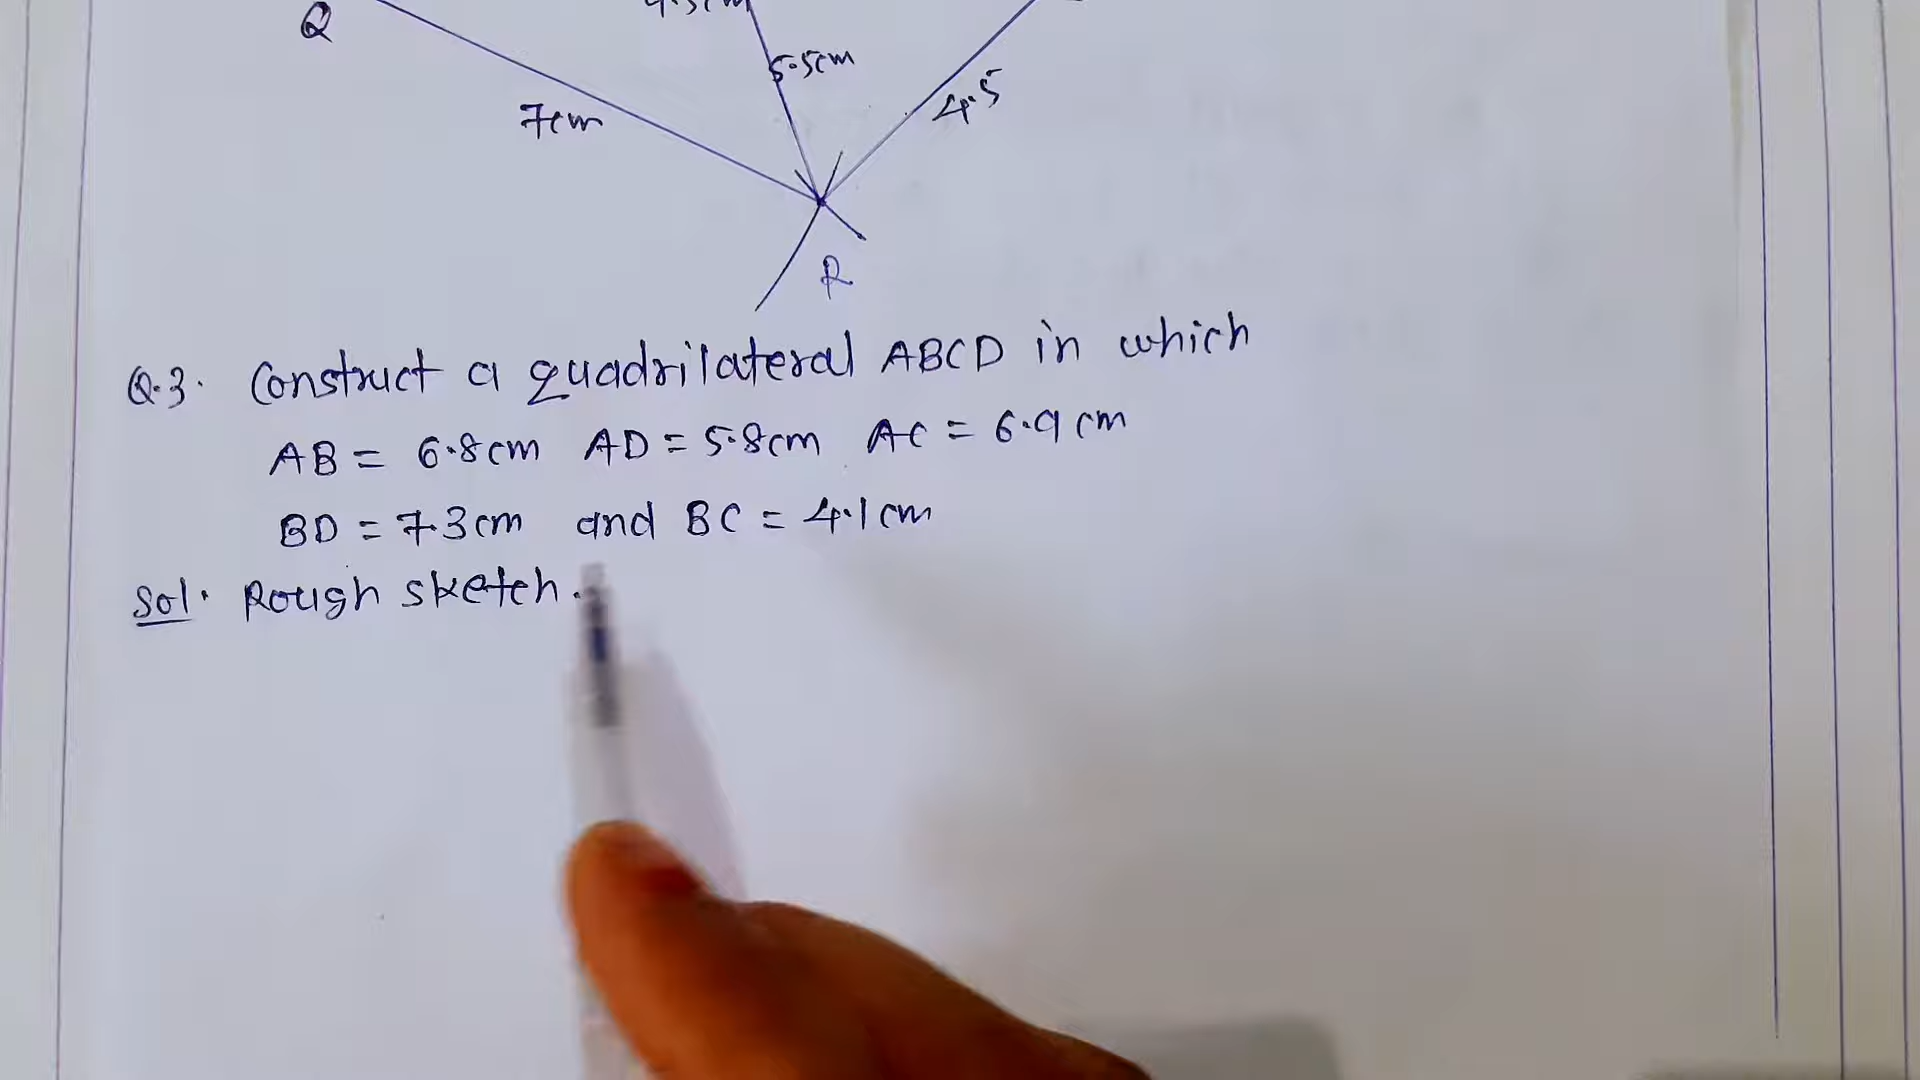 Q
5.5cm
7cm
4.5
R
Q.3. Construct a quadrilateral ABCD in which
AB = 6.8cm AD = 5.8cm AC = 6.9cm
BD = 7.3cm and BC = 4.1cm
Sol. Rough sketch.